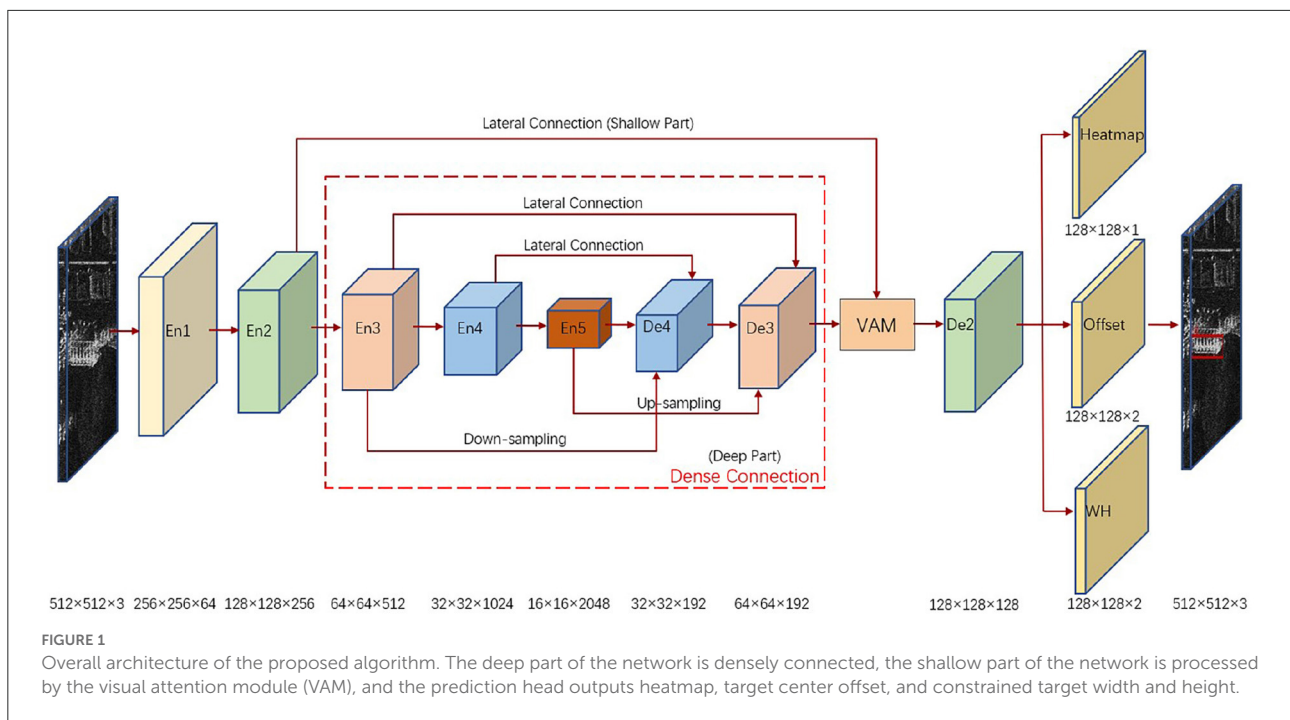 Heatmap
Lateral Connection (Shallow Part)
Lateral Connection
128×128×1
Lateral Connection
En1
En2
En3
En4
En5
De4
De3
VAM
De2
Offset
Up-sampling
128×128×2
Down-sampling
(Deep Part)
Dense Connection
WH
512×512×3 256×256×64 128×128×256 64×64×512 32×32×1024 16×16×2048 32×32×192 64×64×192 128×128×128 128×128×2 512×512×3
FIGURE 1
Overall architecture of the proposed algorithm. The deep part of the network is densely connected, the shallow part of the network is processed
by the visual attention module (VAM), and the prediction head outputs heatmap, target center offset, and constrained target width and height.